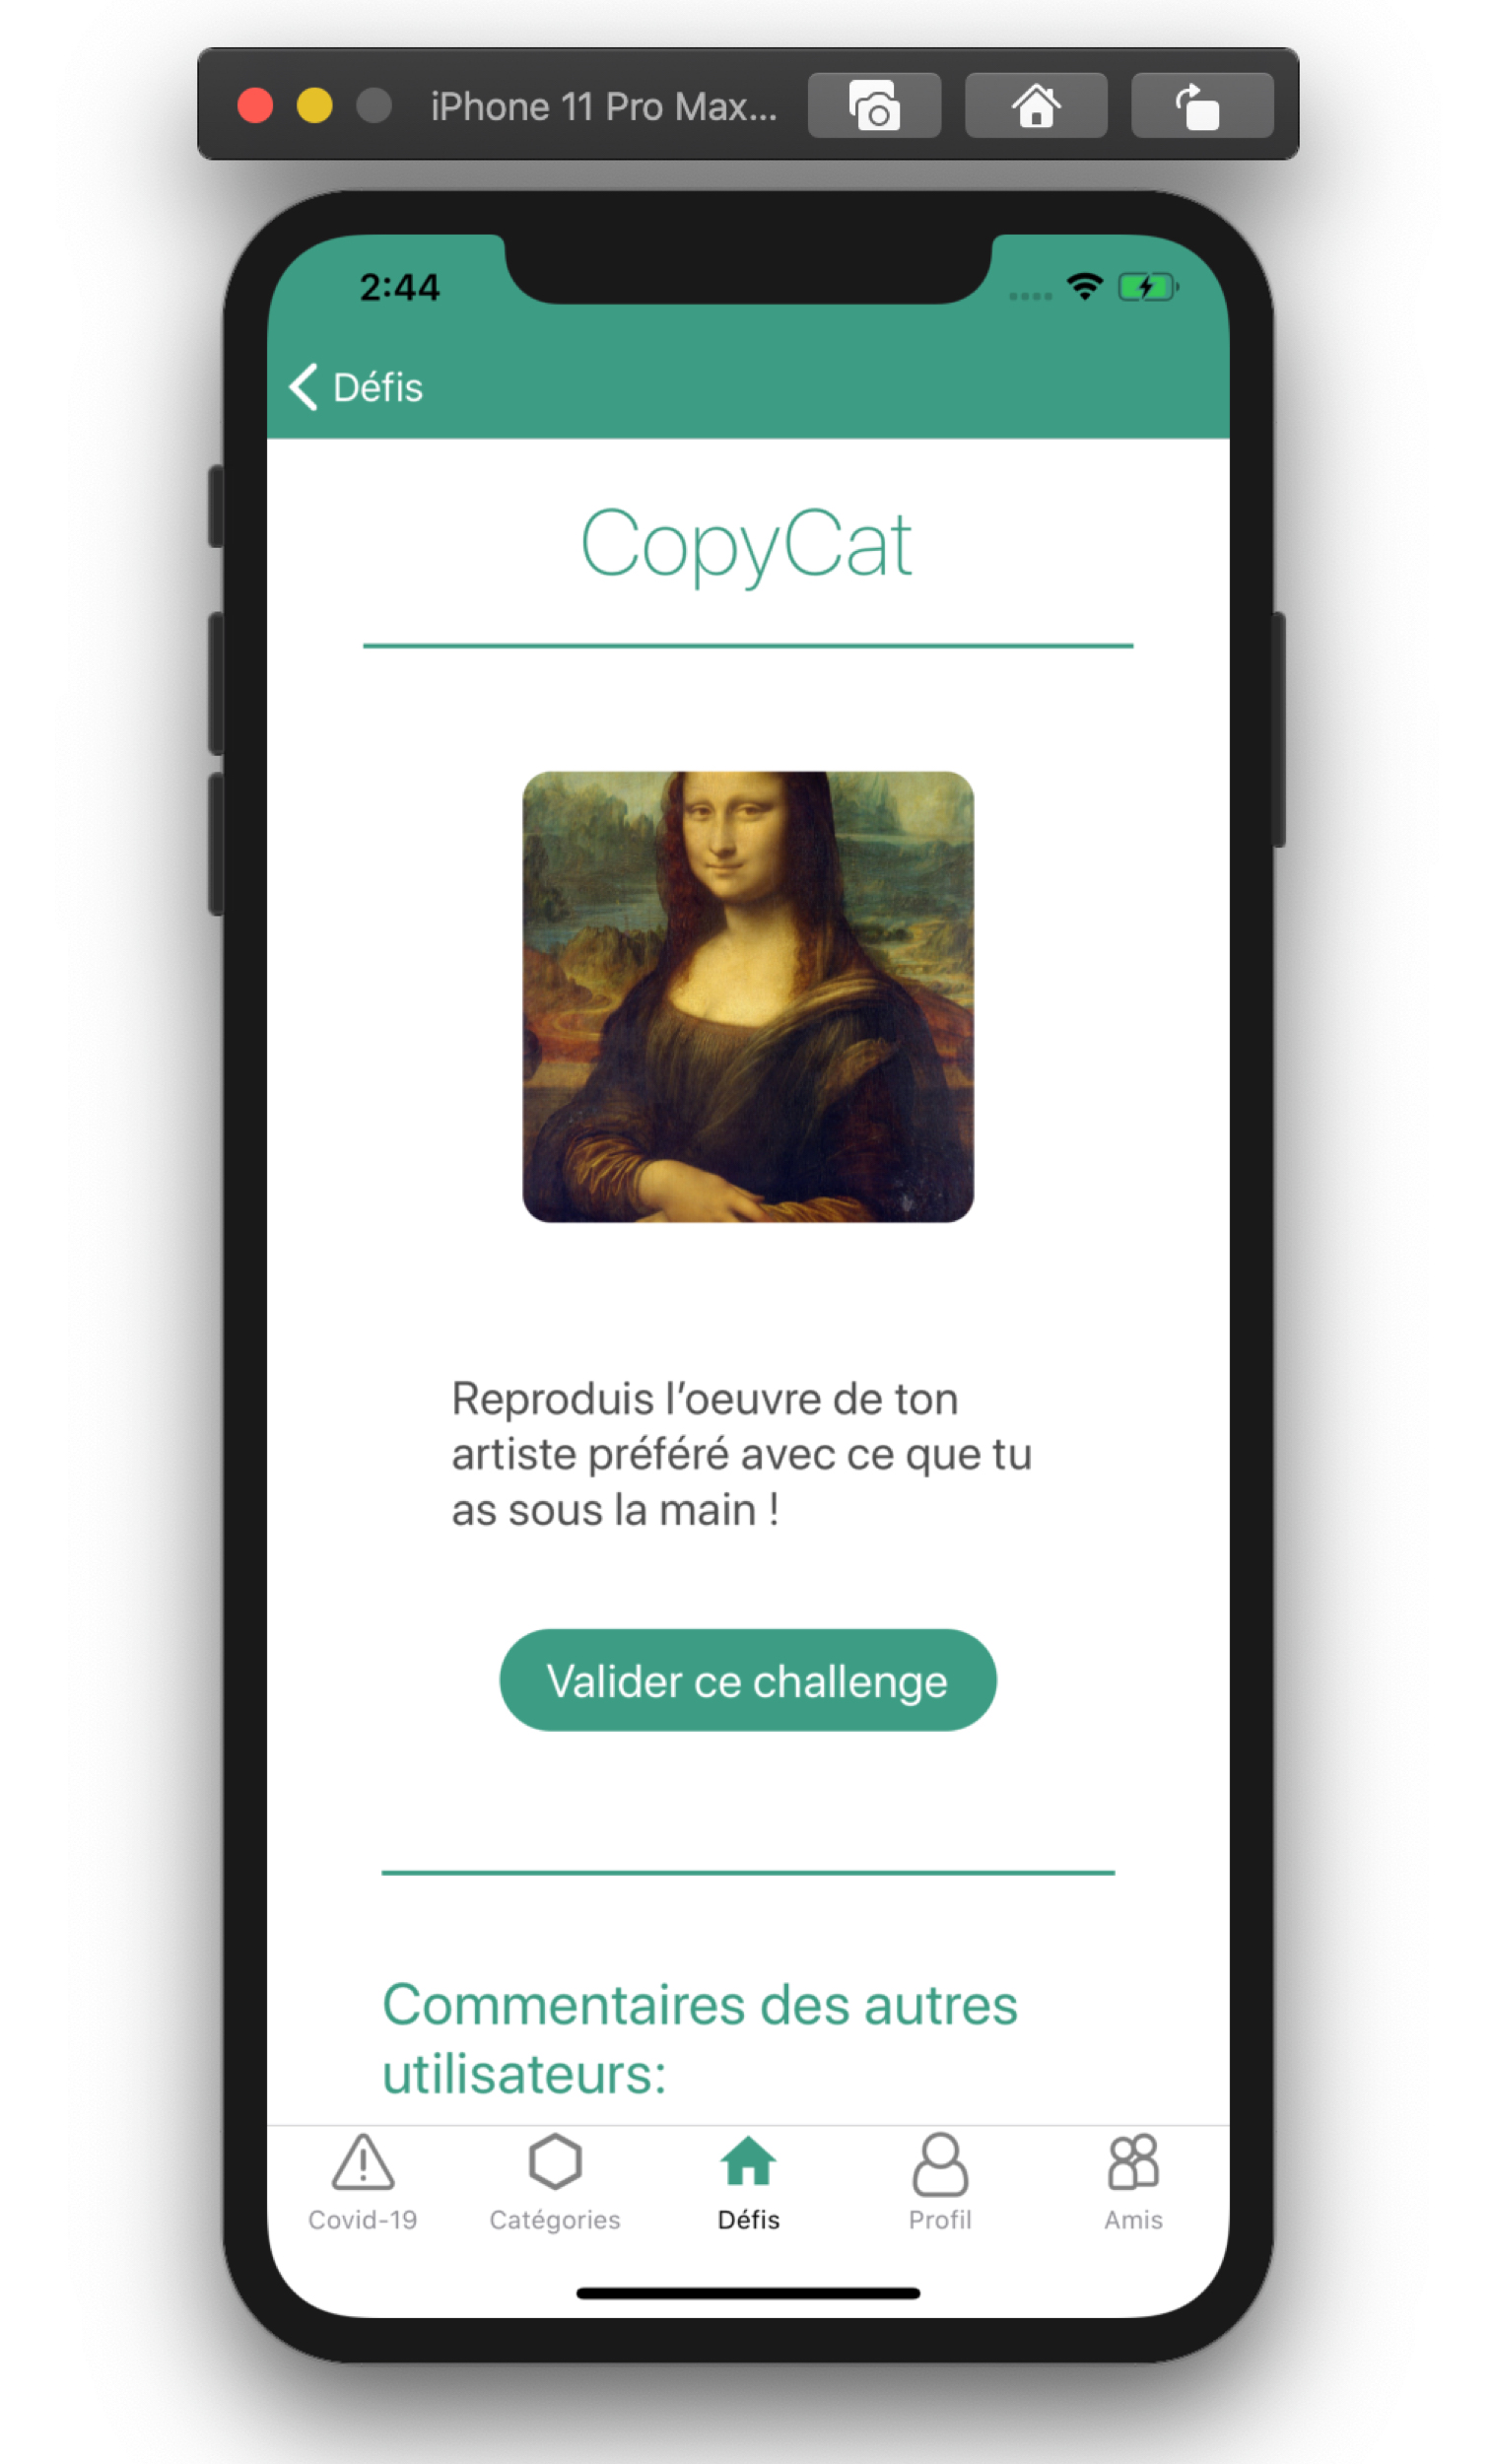 iPhone 11 Pro Max...
2:44
Défis
CopyCat
Reproduis l’oeuvre de ton
artiste préféré avec ce que tu
as sous la main !
Valider ce challenge
Commentaires des autres
utilisateurs:
Covid-19
Catégories
Défis
Profil
Amis